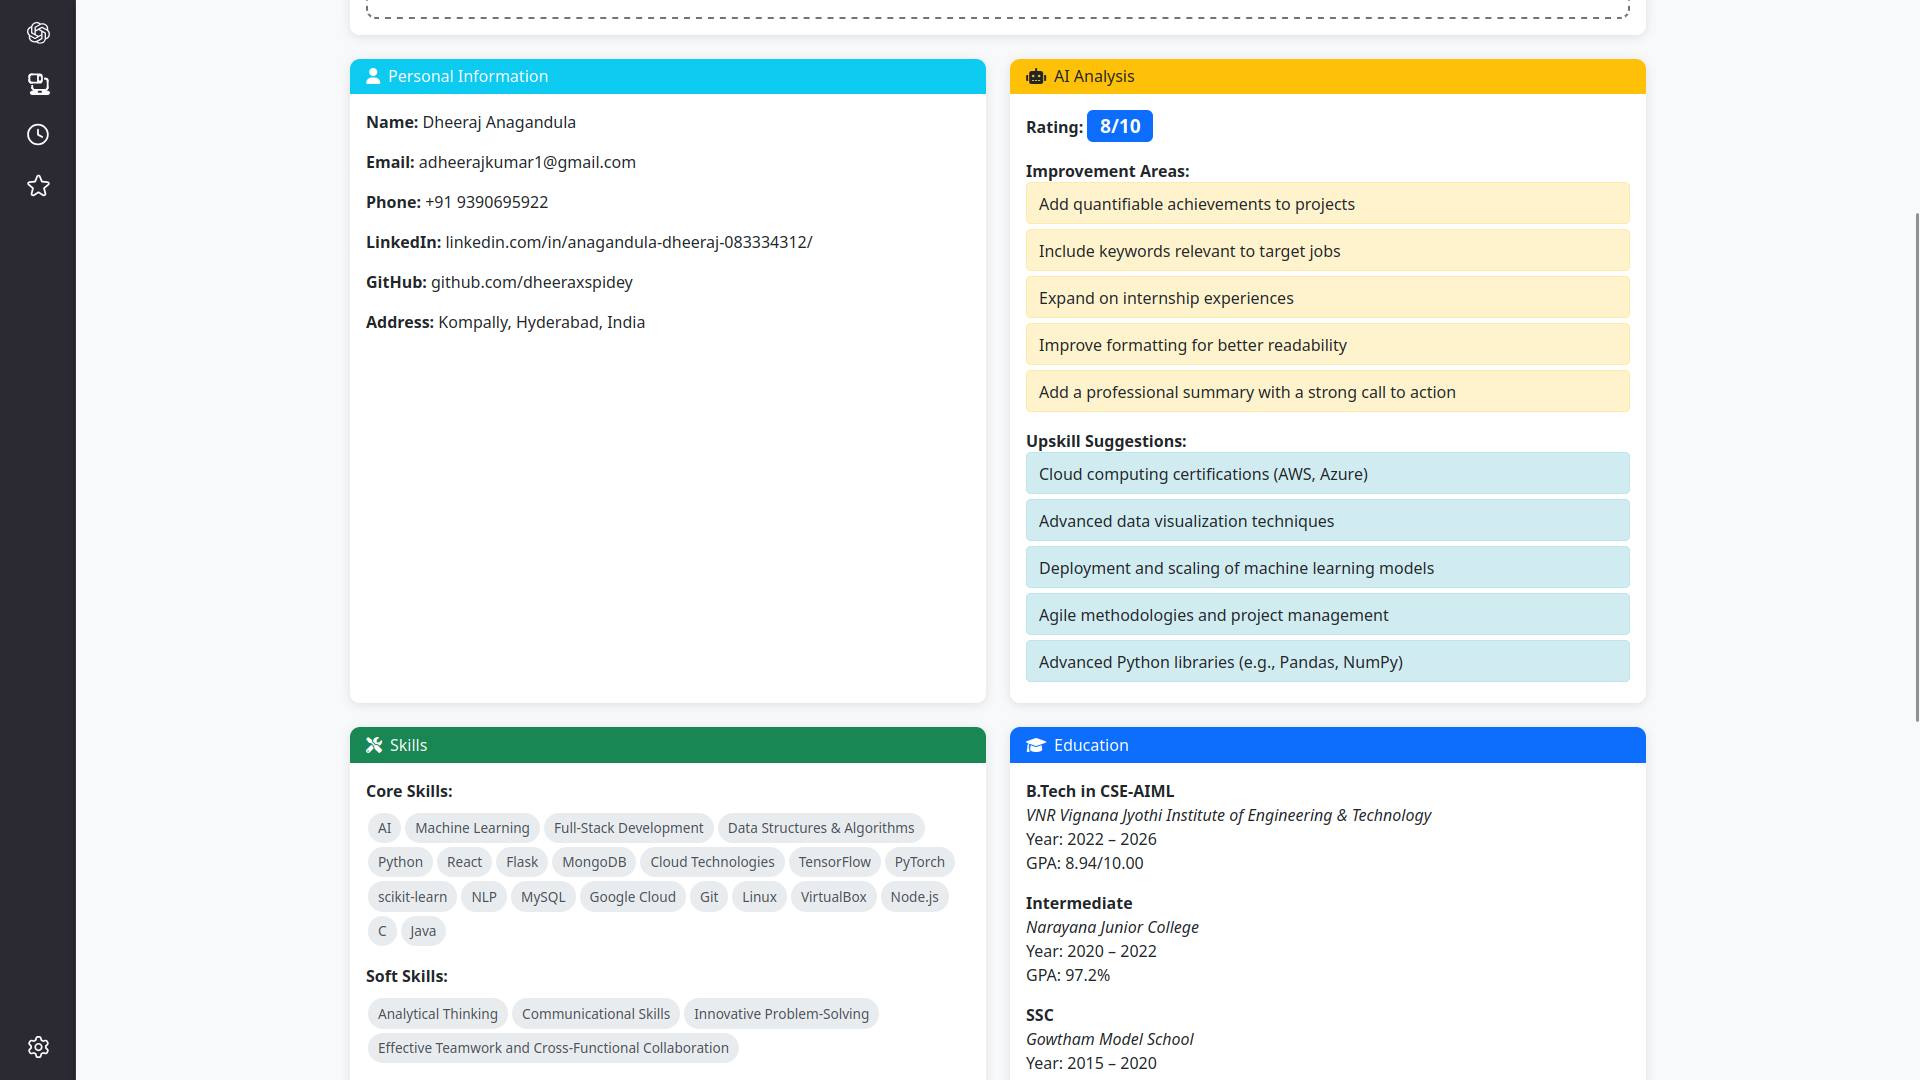 Personal Information
Name: Dheeraj Anagandula
Email: adheerajkumar1@gmail.com
Phone: +91 9390695922
LinkedIn: linkedin.com/in/anagandula-dheeraj-083334312/
GitHub: github.com/dheeraxspidey
Address: Kompally, Hyderabad, India
AI Analysis
Rating: 8/10
Improvement Areas:
Add quantifiable achievements to projects
Include keywords relevant to target jobs
Expand on internship experiences
Improve formatting for better readability
Add a professional summary with a strong call to action
Upskill Suggestions:
Cloud computing certifications (AWS, Azure)
Advanced data visualization techniques
Deployment and scaling of machine learning models
Agile methodologies and project management
Advanced Python libraries (e.g., Pandas, NumPy)
Skills
Core Skills:
AI Machine Learning Full-Stack Development Data Structures & Algorithms
Python React Flask MongoDB Cloud Technologies TensorFlow PyTorch
scikit-learn NLP MySQL Google Cloud Git Linux VirtualBox Node.js
C Java
Soft Skills:
Analytical Thinking Communicational Skills Innovative Problem-Solving
Effective Teamwork and Cross-Functional Collaboration
Education
B.Tech in CSE-AIML
VNR Vignana Jyothi Institute of Engineering & Technology
Year: 2022 – 2026
GPA: 8.94/10.00
Intermediate
Narayana Junior College
Year: 2020 – 2022
GPA: 97.2%
SSC
Gowtham Model School
Year: 2015 – 2020